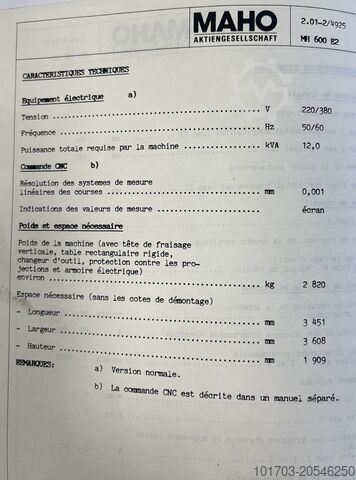 MAHO
AKTIENGESELLSCHAFT
2.01-2/4925
MH 600 E2
CARACTERISTIQUES TECHNIQUES
Equipement électrique a)
Tension V 220/380
Fréquence Hz 50/60
Puissance totale requise par la machine kVA 12,0
Commande CNC b)
Résolution des systemes de mesure
linéaires des courses mm 0,001
Indications des valeurs de mesure écran
Poids et espace nécessaire
Poids de la machine (avec tête de fraisage
verticale, table rectangulaire rigide,
changeur d'outil, protection contre les pro-
jections et armoire électrique)
environ kg 2 820
Espace nécessaire (sans les cotes de démontage)
- Longueur mm 3 451
- Largeur mm 3 608
- Hauteur mm 1 909
REMARQUES: a) Version normale.
b) La commande CNC est décrite dans un manuel séparé.
101703-20546250